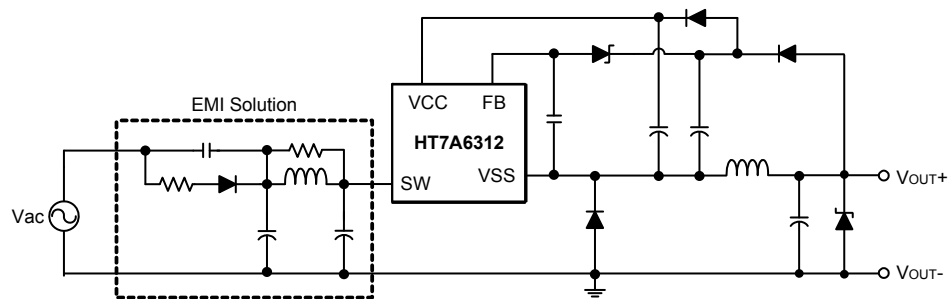 EMI Solution
VCC FB
HT7A6312
SW VSS
Vac
VOUT+
VOUT-